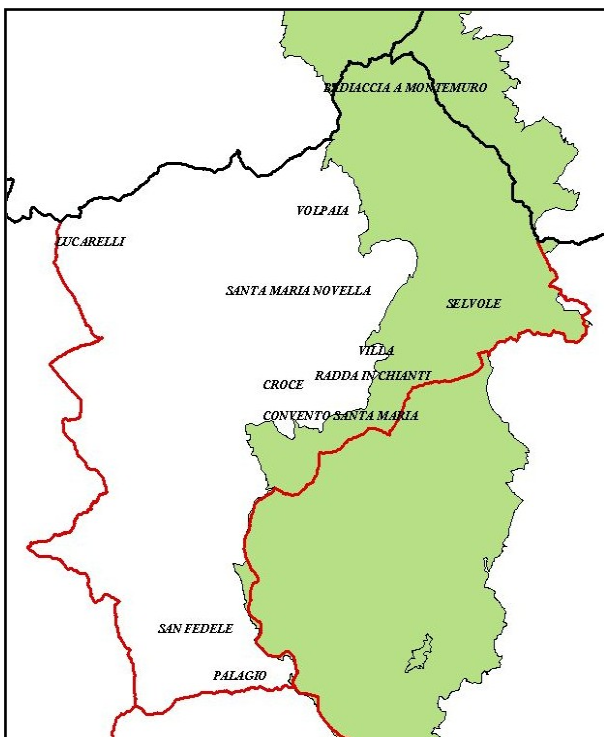 BADIACCIA A MONTEMURO
VOLPAIA
LUCARELLI
SANTA MARIA NOVELLA
SELVOLE
VILLA
RADDA IN CHIANTI
CROCE
CONVENTO SANTA MARIA
SAN FEDELE
PALAGIO